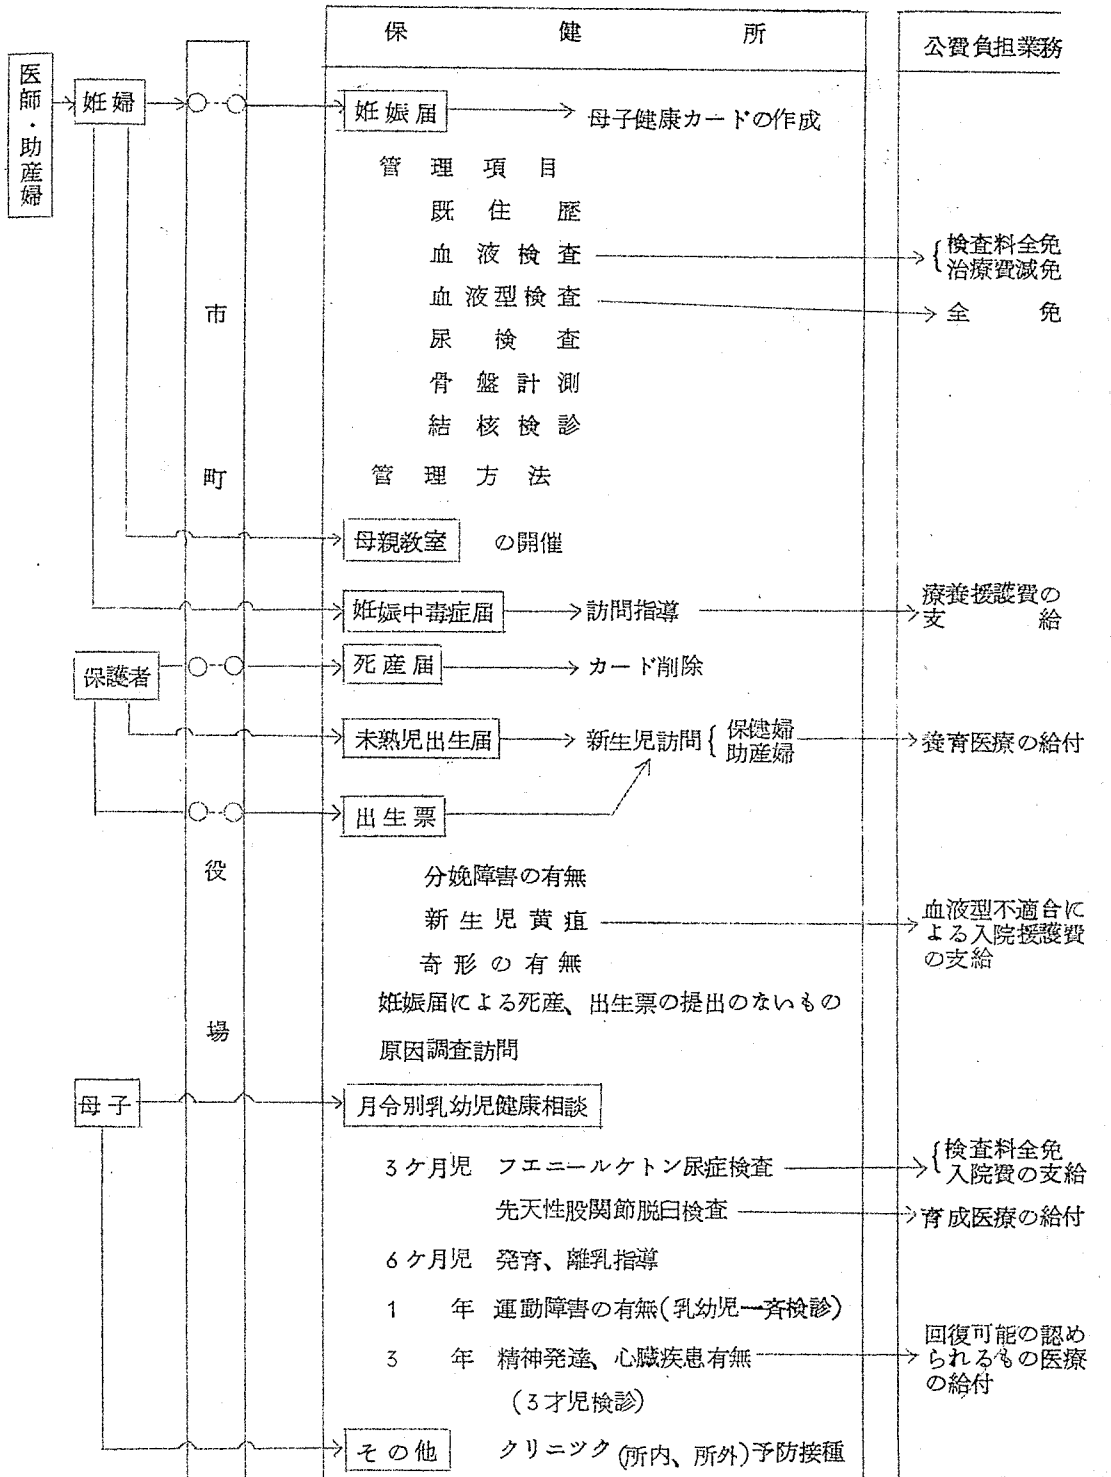 保健所
公費負担業務
医師・助産婦
妊婦
市町役場
妊娠届
母子健康カードの作成
管理項目
既住歴
血液検査
検査料全免
治療費減免
血液型検査
全免
尿検査
骨盤計測
結核検診
管理方法
母親教室 の開催
妊娠中毒症届
訪問指導
療養援護費の
支給
保護者
死産届
カード削除
未熟児出生届
新生児訪問
保健婦
助産婦
養育医療の給付
出生票
分娩障害の有無
新生児黄疸
血液型不適合に
よる入院援護費
の支給
奇形の有無
妊娠届による死産、出生票の提出のないもの
原因調査訪問
母子
月令別乳幼児健康相談
3ケ月児 フエニールケトン尿症検査
検査料全免
入院費の支給
先天性股関節脱臼検査
育成医療の給付
6ケ月児 発育、離乳指導
1年 運動障害の有無(乳幼児一斉検診)
3年 精神発達、心臓疾患有無
回復可能の認め
られるもの医療
の給付
(3才児検診)
その他
クリニック(所内、所外)予防接種